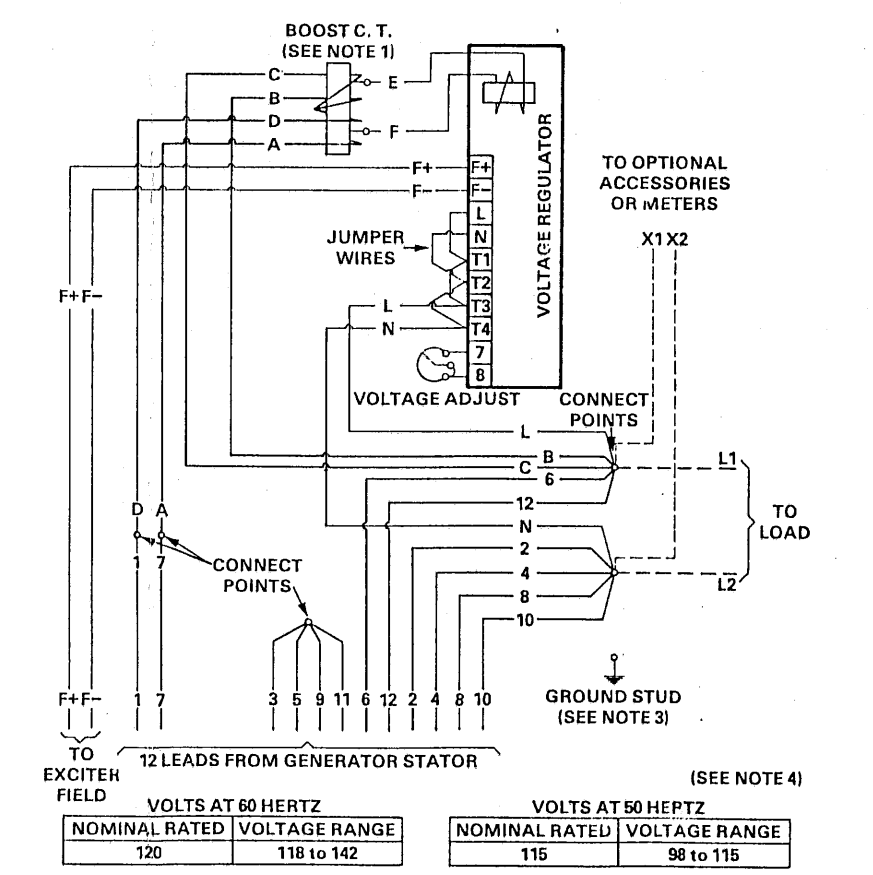 BOOST C. T.
(SEE NOTE 1)
C
E
B
D
F
A
F+
F+
F−
F−
L
N
T1
T2
T3
T4
7
8
VOLTAGE REGULATOR
JUMPER
WIRES
L
N
VOLTAGE ADJUST
TO OPTIONAL
ACCESSORIES
OR METERS
X1 X2
F+ F−
CONNECT
POINTS
L
B
C
6
12
N
2
4
8
10
L1
TO
LOAD
L2
D A
1 7
CONNECT
POINTS
F+ F− 1 7 3 5 9 11 6 12 2 4 8 10
GROUND STUD
(SEE NOTE 3)
TO
EXCITER
FIELD
12 LEADS FROM GENERATOR STATOR
(SEE NOTE 4)
VOLTS AT 60 HERTZ
NOMINAL RATED VOLTAGE RANGE
120 118 to 142
VOLTS AT 50 HERTZ
NOMINAL RATED VOLTAGE RANGE
115 98 to 115